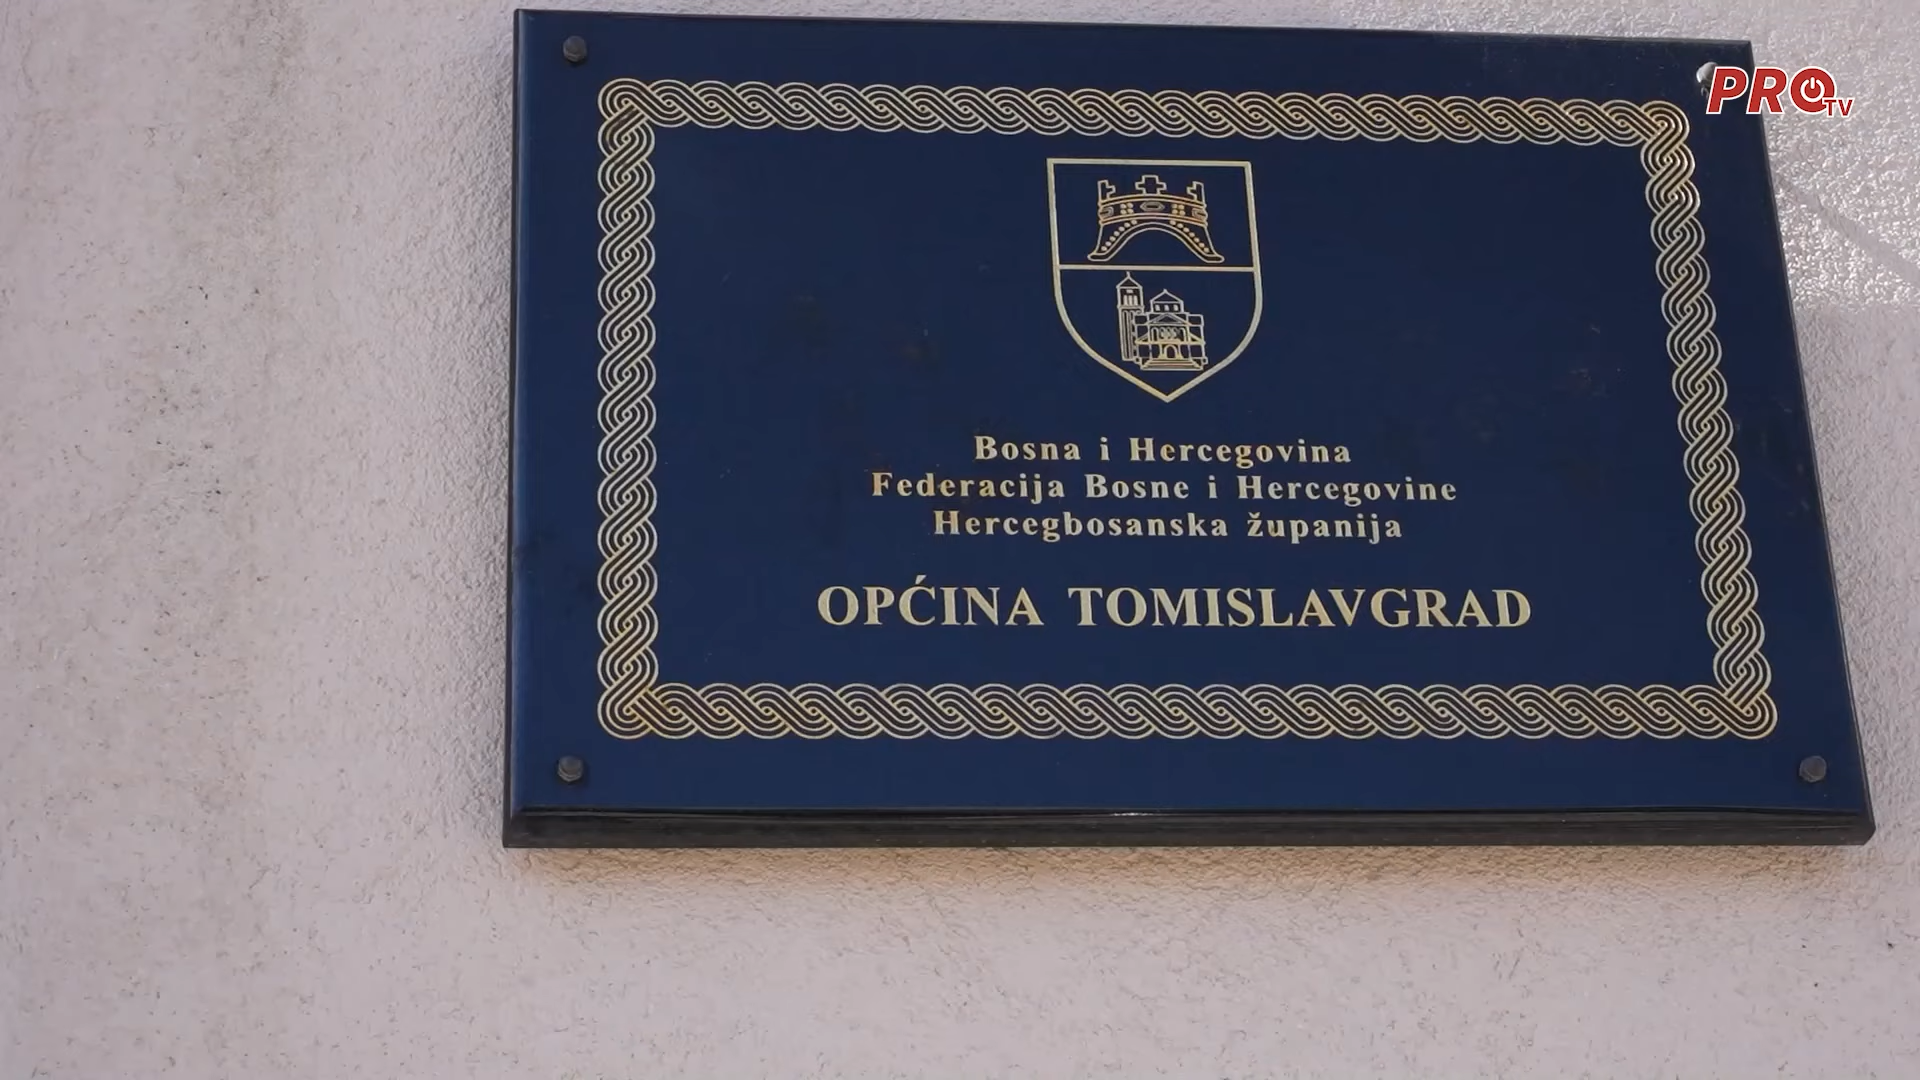 PRO TV
Bosna i Hercegovina
Federacija Bosne i Hercegovine
Hercegbosanska županija
OPĆINA TOMISLAVGRAD